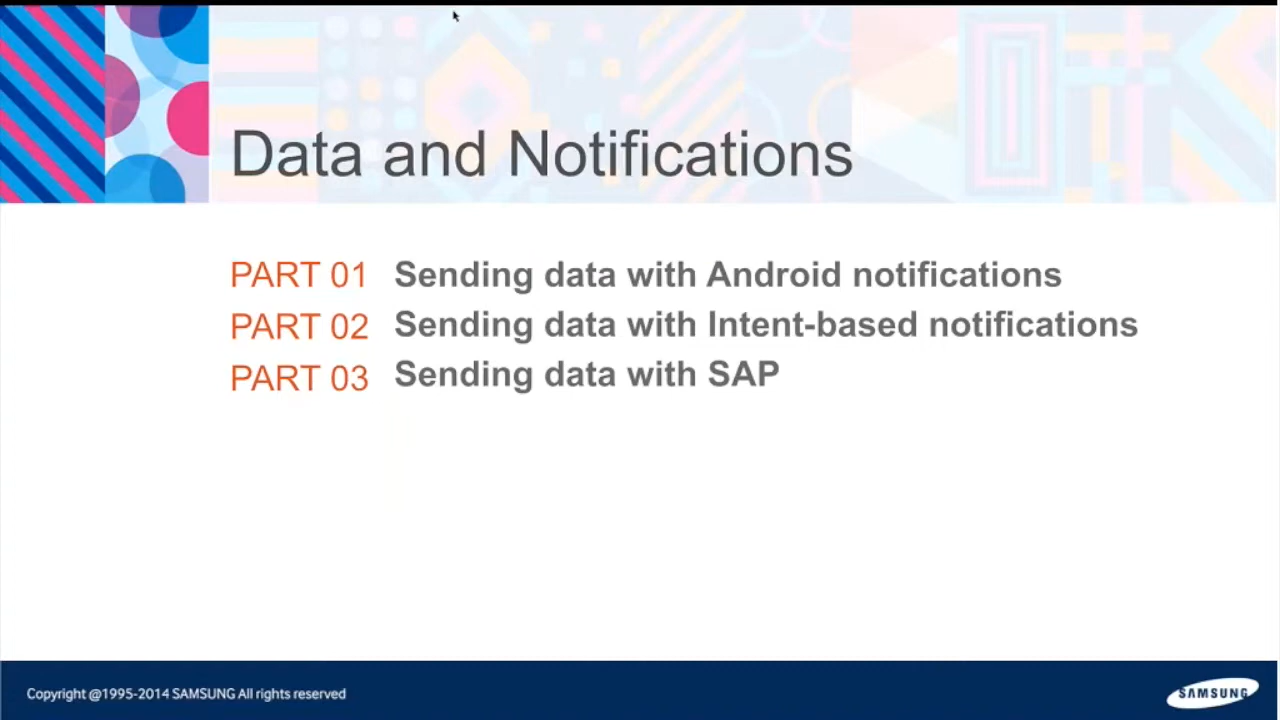 Data and Notifications
PART 01 Sending data with Android notifications
PART 02 Sending data with Intent-based notifications
PART 03 Sending data with SAP
Copyright @1995-2014 SAMSUNG All rights reserved
SAMSUNG